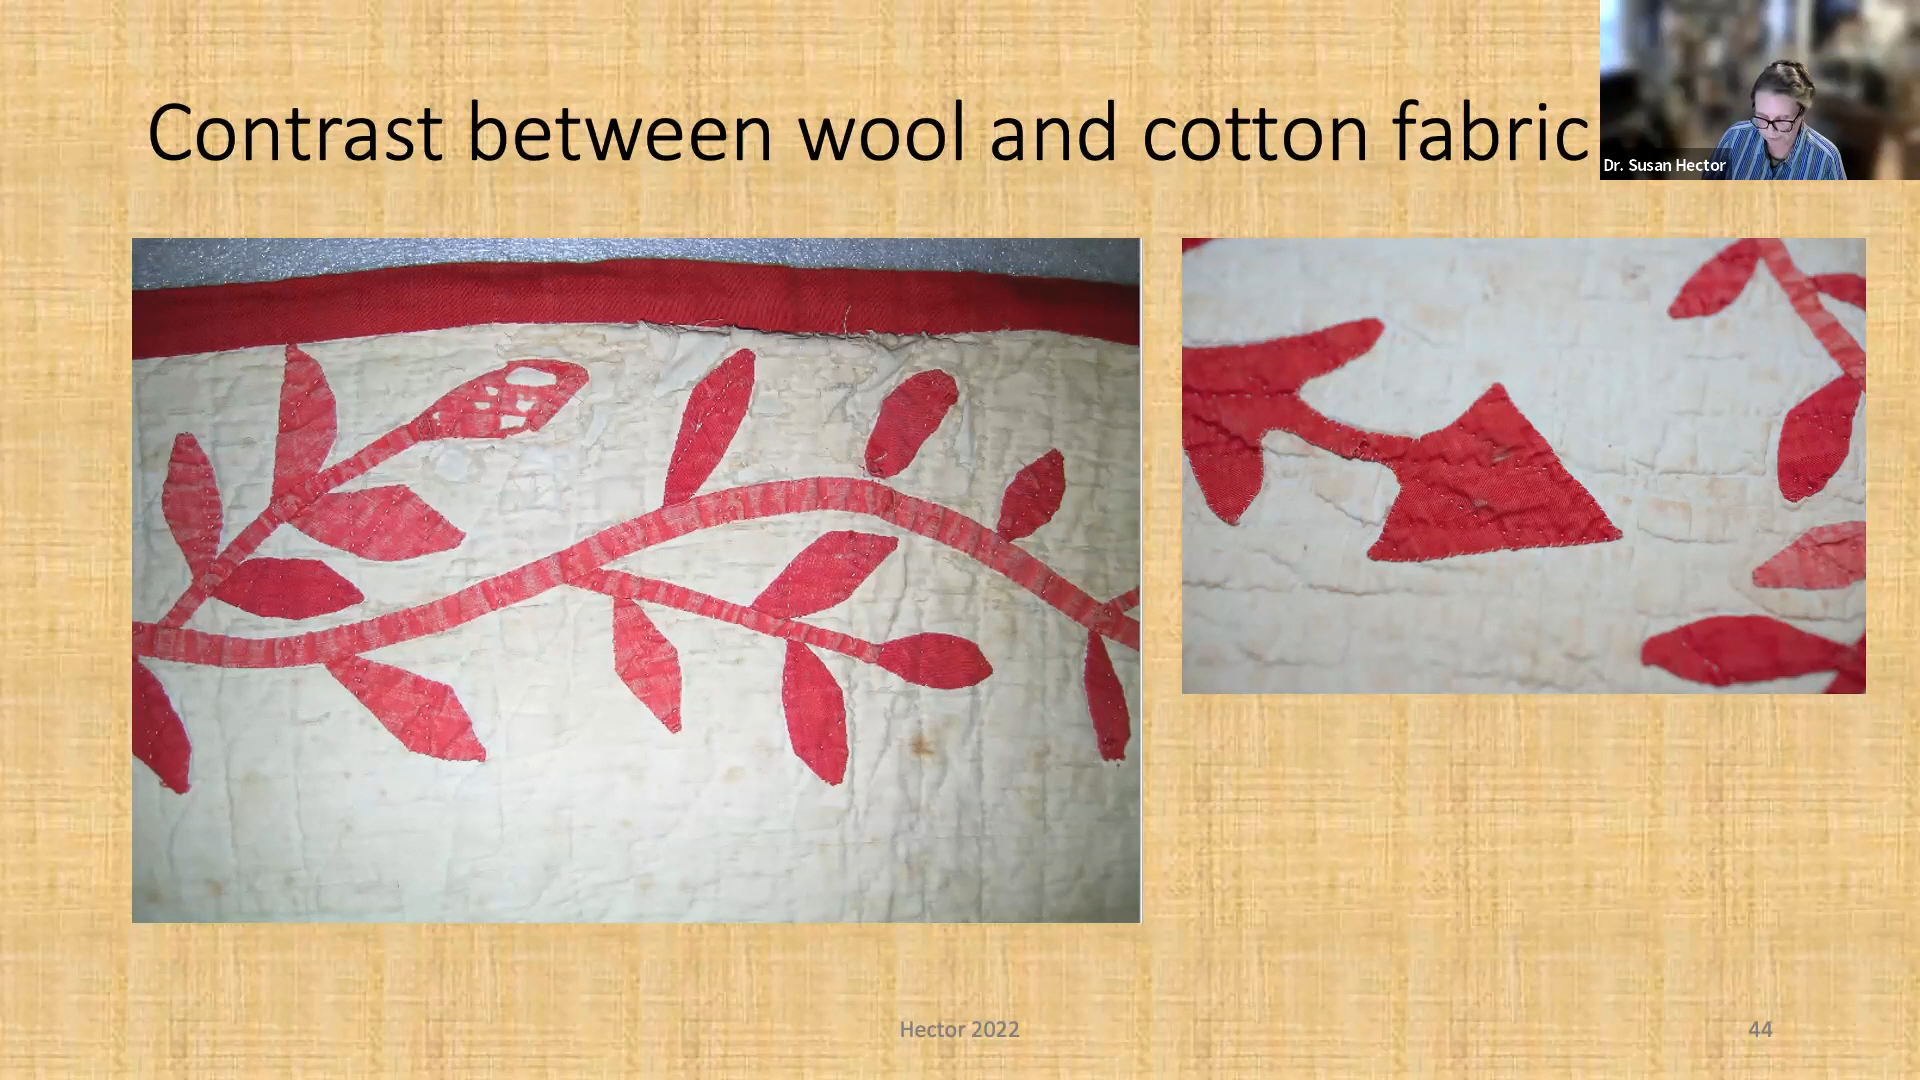 Contrast between wool and cotton fabric
Dr. Susan Hector
Hector 2022
44